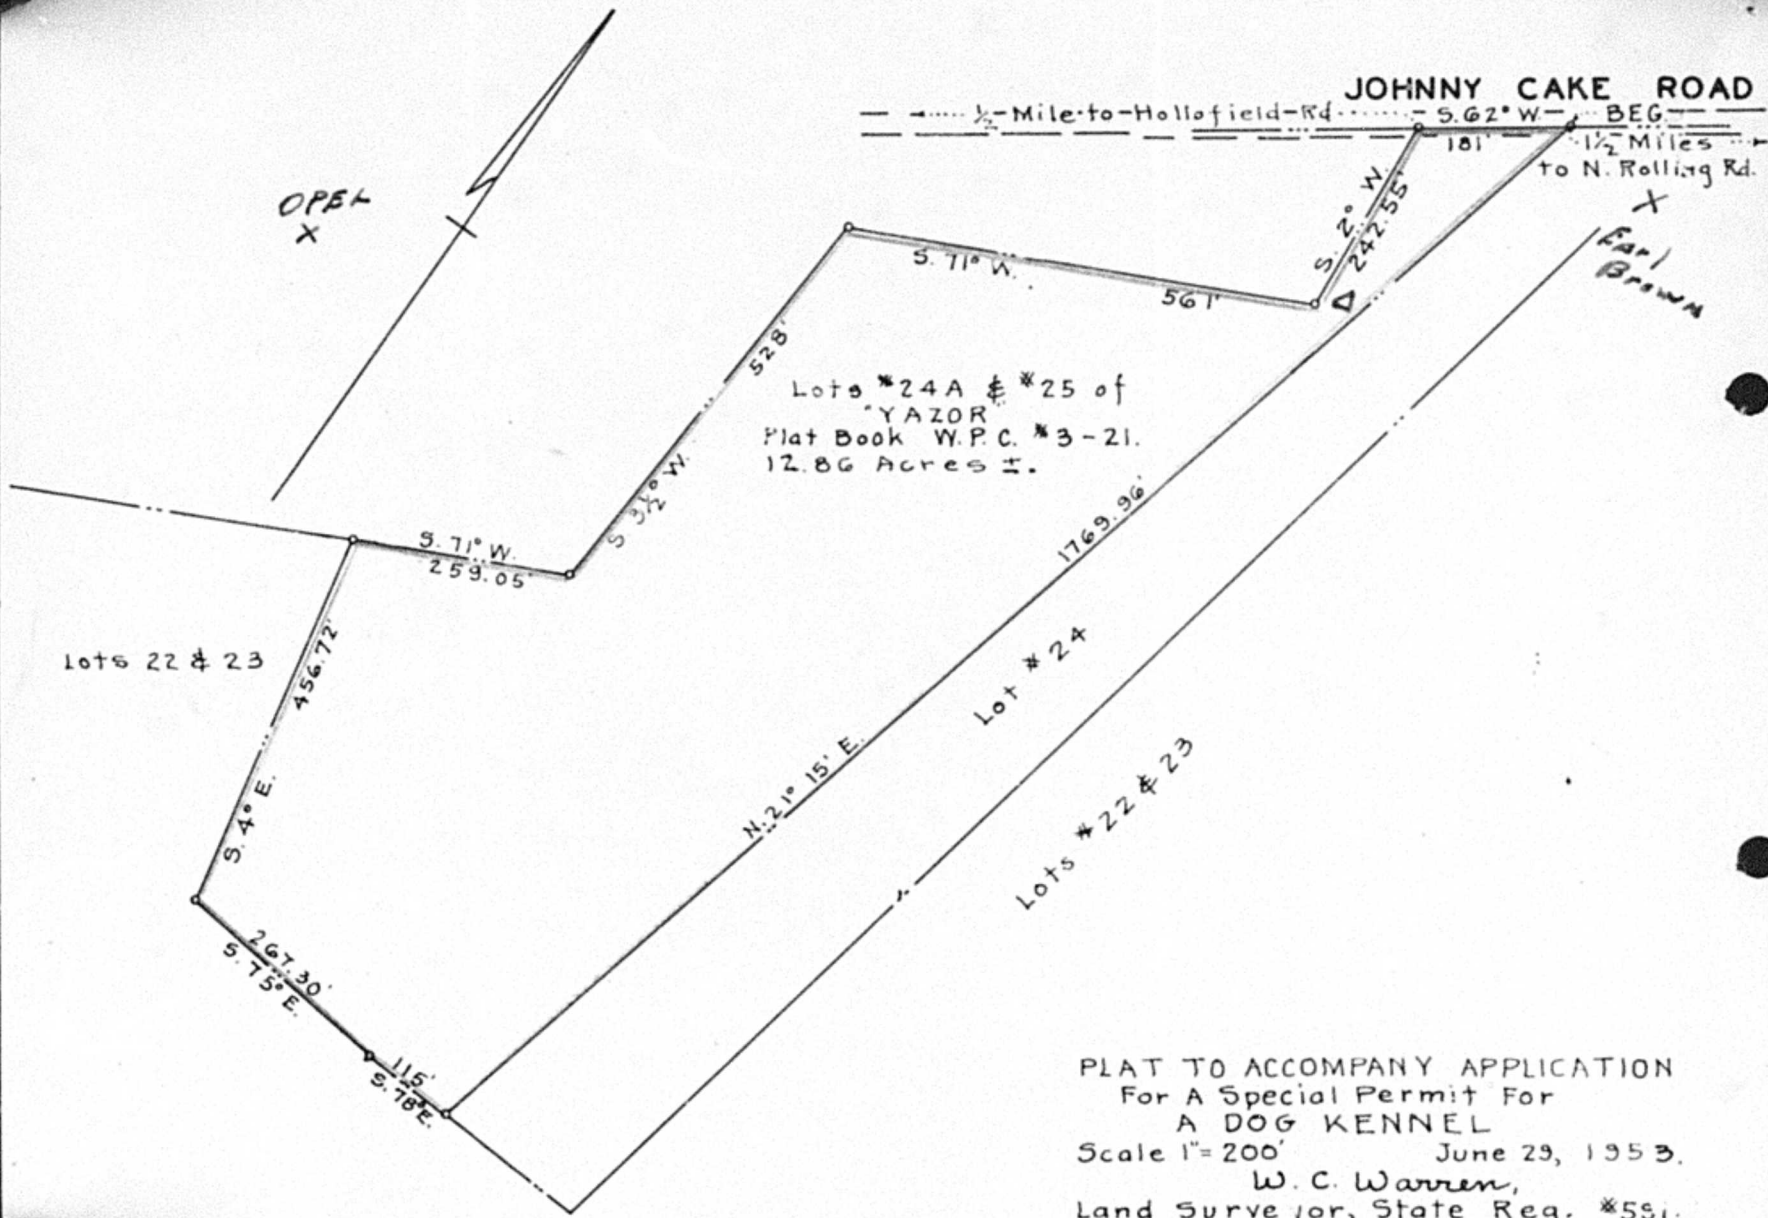 JOHNNY CAKE ROAD
½-Mile-to-Hollofield-Rd
S. 62° W.
BEG.
181'
1½ Miles
to N. Rolling Rd.
X
Earl
Brown
OPEL
X
S. 2° W.
242.55'
S. 71° W.
561'
528'
S 9½° W.
Lots #24A & #25 of
"YAZOR"
Plat Book W.P.C. #3-21.
12.86 Acres ±.
S. 71° W.
259.05'
Lots 22 & 23
456.72'
S. 4° E.
1769.96'
N. 21° 15' E.
Lot #24
Lots #22 & 23
267.30'
S. 75° E.
115'
S. 78° E.
PLAT TO ACCOMPANY APPLICATION
For A Special Permit For
A DOG KENNEL
Scale 1"= 200' June 29, 1953.
W. C. Warren,
Land Surveyor, State Reg.